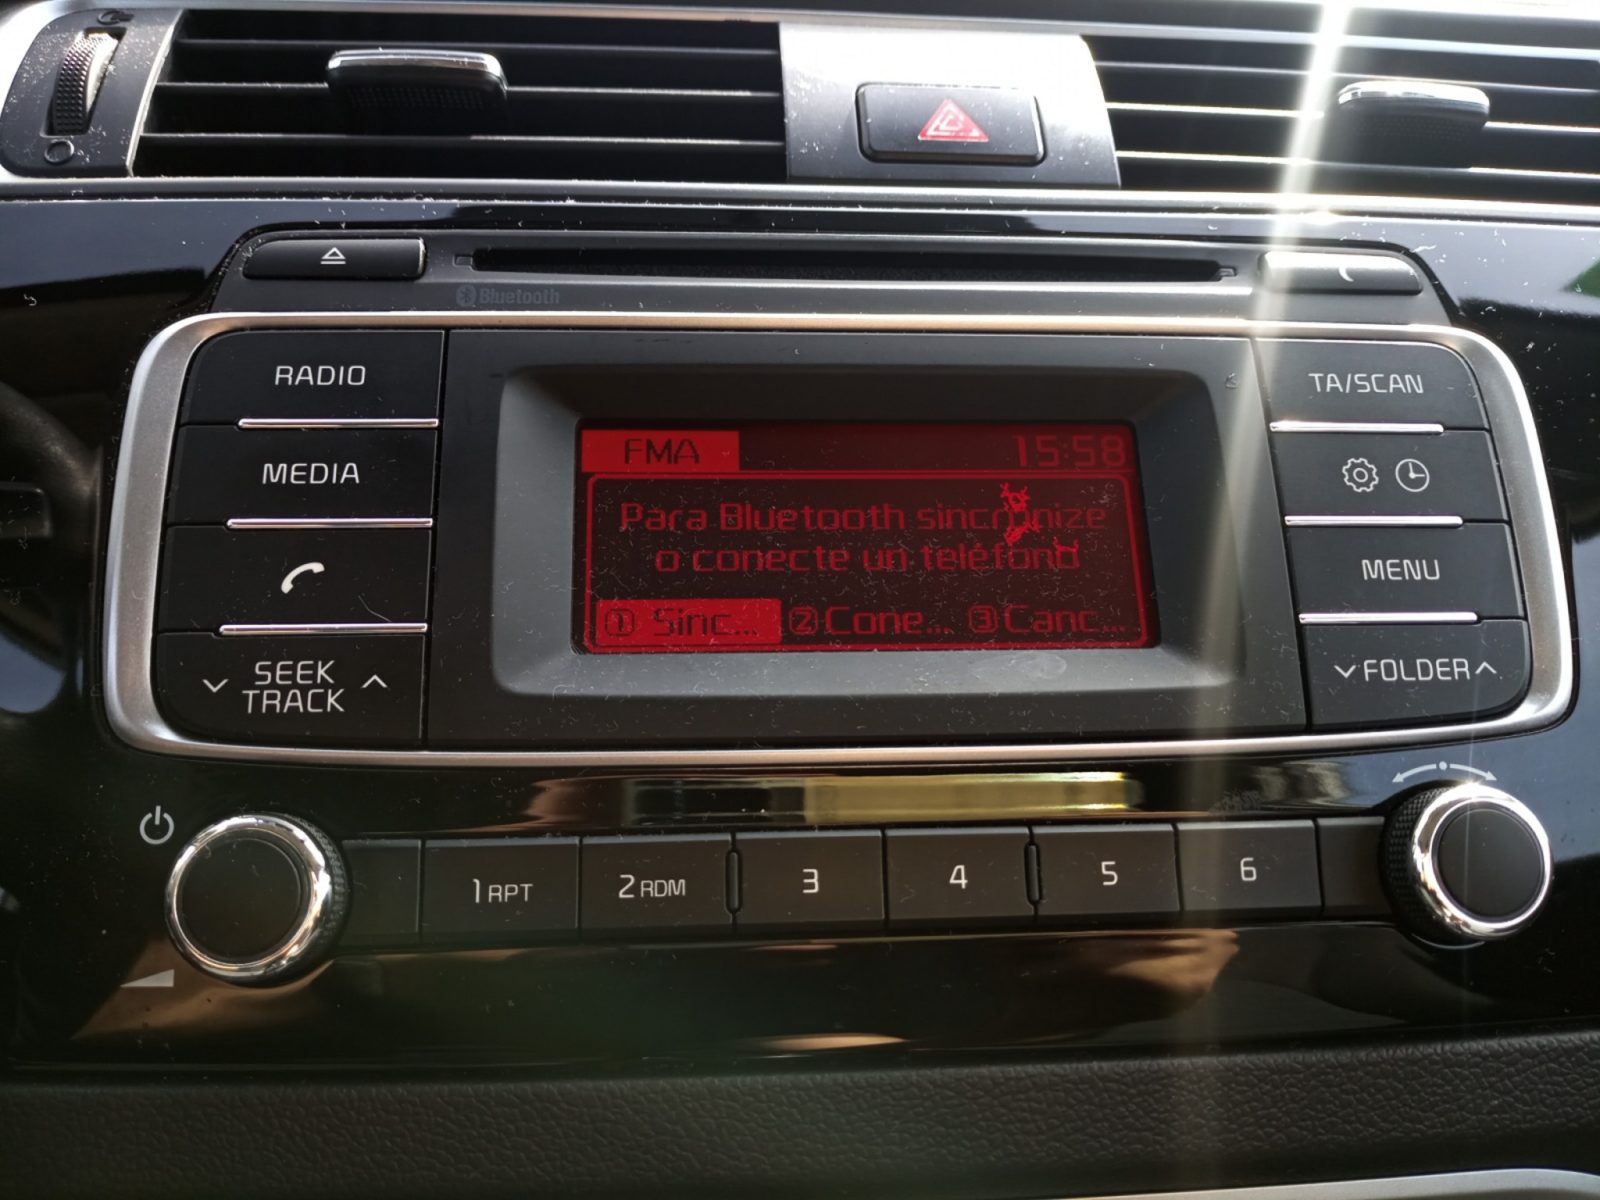 Bluetooth
RADIO
MEDIA
SEEK
TRACK
FMA 15:58
Para Bluetooth sincronize
o conecte un teléfono
1 Sinc... 2 Cone... 3 Canc...
TA/SCAN
MENU
FOLDER
1 RPT 2 RDM 3 4 5 6